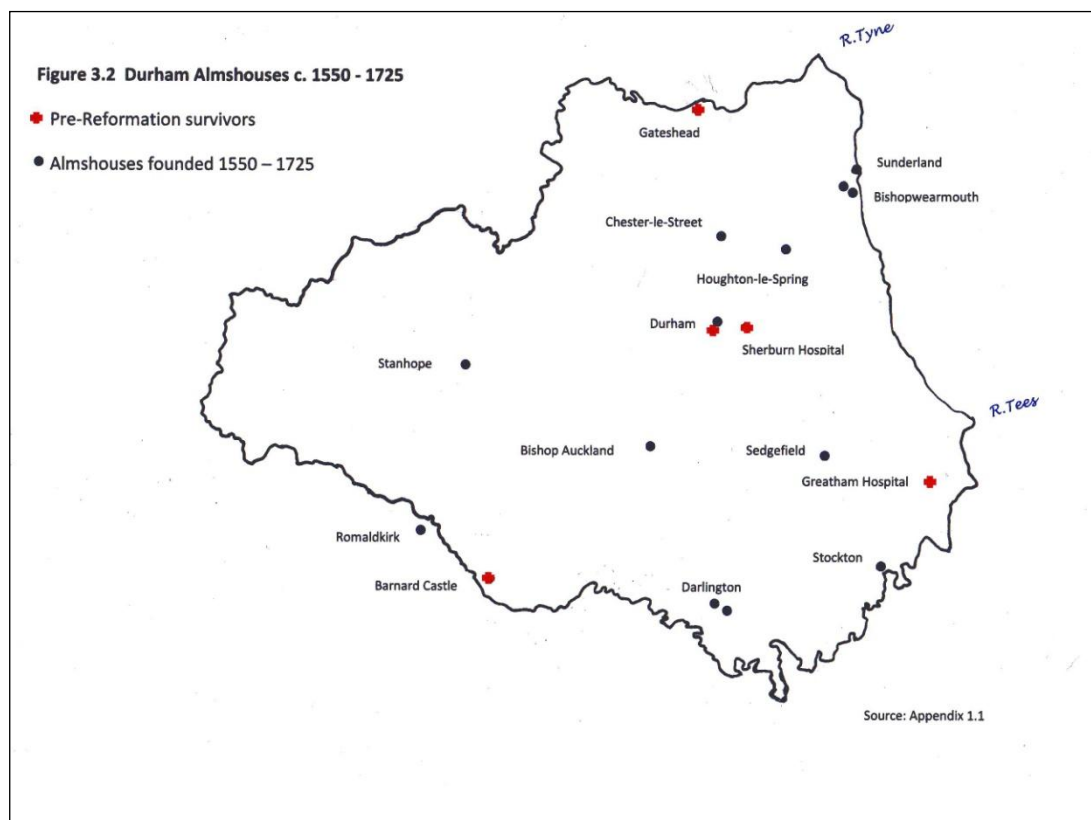 R.Tyne
Figure 3.2 Durham Almshouses c. 1550 - 1725
Pre-Reformation survivors
Almshouses founded 1550 – 1725
Gateshead
Sunderland
Bishopwearmouth
Chester-le-Street
Houghton-le-Spring
Durham
Sherburn Hospital
Stanhope
R.Tees
Bishop Auckland
Sedgefield
Greatham Hospital
Romaldkirk
Stockton
Barnard Castle
Darlington
Source: Appendix 1.1